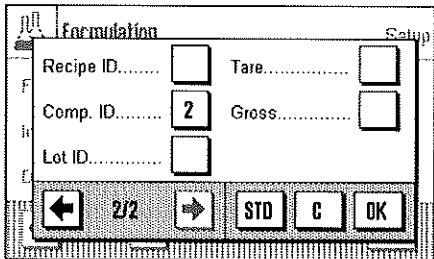 Formulation Setup
Recipe ID......... Tare................
Comp. ID......... 2 Gross..............
Lot ID..............
2/2 STD C OK